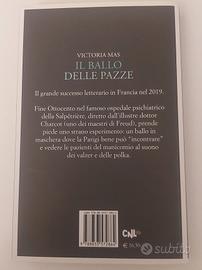 VICTORIA MAS
IL BALLO
DELLE PAZZE
Il grande successo letterario in Francia nel 2019.
Fine Ottocento nel famoso ospedale psichiatrico
della Salpêtrière, diretto dall'illustre dottor
Charcot (uno dei maestri di Freud), prende
piede uno strano esperimento: un ballo in
maschera dove la Parigi bene può "incontrare"
e vedere le pazienti del manicomio al suono
dei valzer e delle polka.
CNL
subito